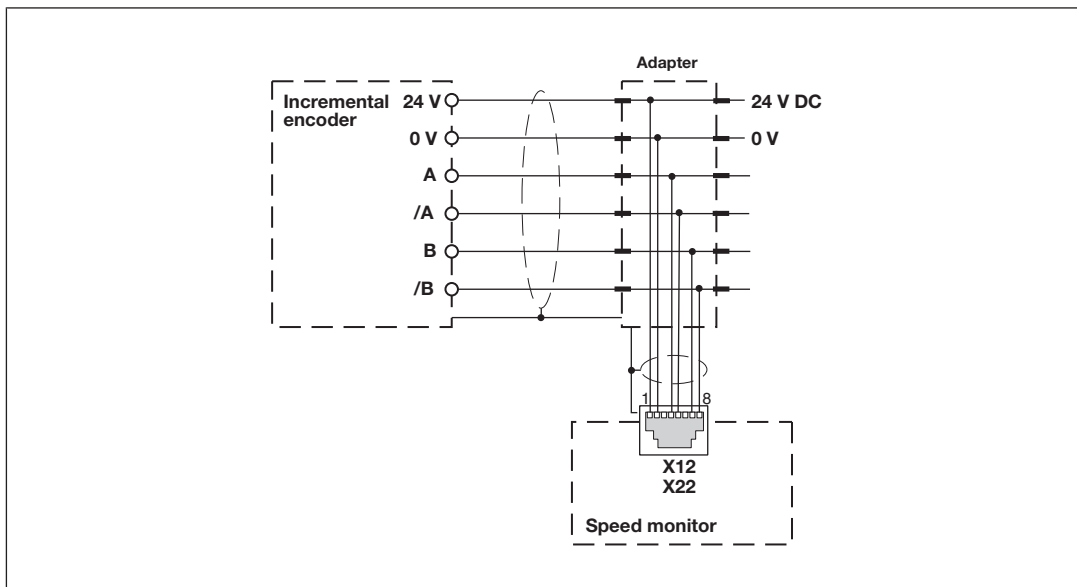 Adapter
Incremental
encoder
24 V
24 V DC
0 V
0 V
A
/A
B
/B
1
8
X12
X22
Speed monitor